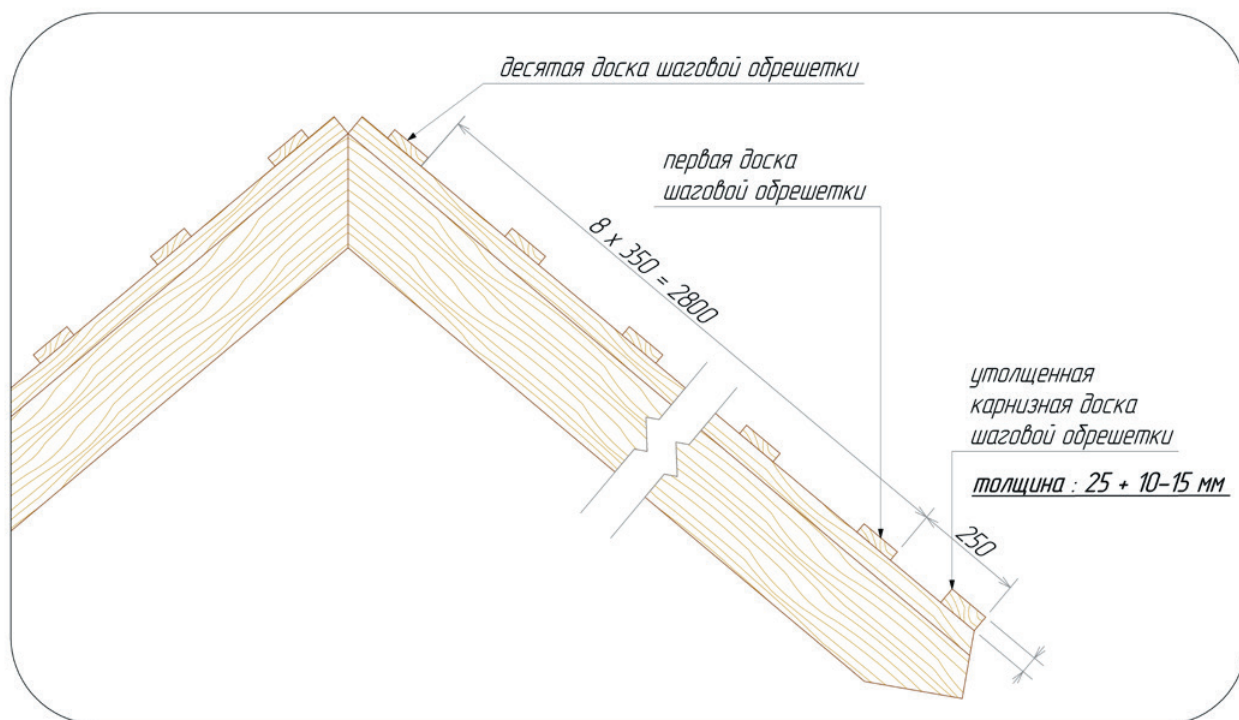 десятая доска шаговой обрешетки
первая доска
шаговой обрешетки
8 x 350 = 2800
утолщенная
карнизная доска
шаговой обрешетки
толщина : 25 + 10-15 мм
250